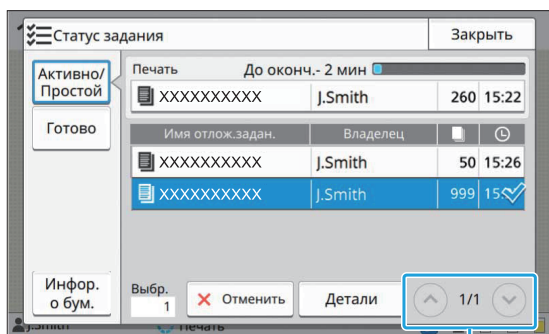 Статус задания
Закрыть
Активно/
Простой
Готово
Печать До оконч.- 2 мин
XXXXXXXXXX J.Smith 260 15:22
Имя отлож.задан. Владелец
XXXXXXXXXX J.Smith 50 15:26
XXXXXXXXXX J.Smith 999
Инфор.
о бум.
Выбр.
1
Отменить
Детали
1/1
J.Smith
Печать